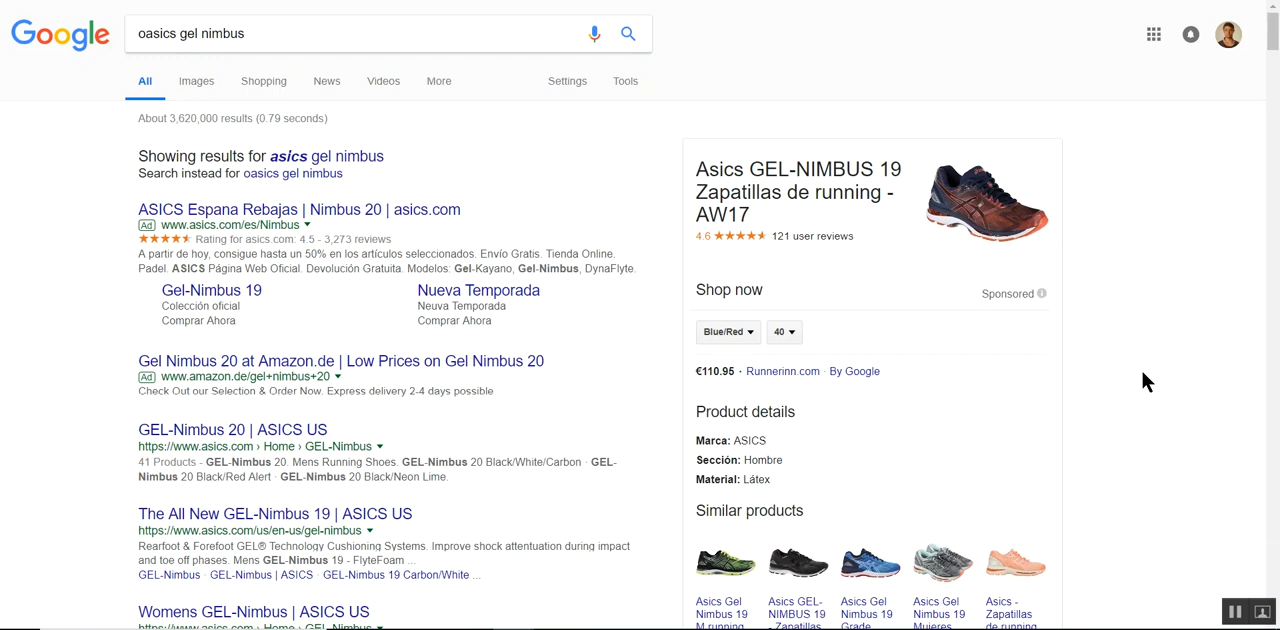 Google
oasics gel nimbus
All Images Shopping News Videos More Settings Tools
About 3,620,000 results (0.79 seconds)
Showing results for asics gel nimbus
Search instead for oasics gel nimbus
ASICS Espana Rebajas | Nimbus 20 | asics.com
Ad www.asics.com/es/Nimbus
Rating for asics.com: 4.5 - 3,273 reviews
A partir de hoy, consigue hasta un 50% en los artículos seleccionados. Envío Gratis. Tienda Online.
Padel. ASICS Página Web Oficial. Devolución Gratuita. Modelos: Gel-Kayano, Gel-Nimbus, DynaFlyte.
Gel-Nimbus 19
Colección oficial
Comprar Ahora
Nueva Temporada
Neuva Temporada
Comprar Ahora
Gel Nimbus 20 at Amazon.de | Low Prices on Gel Nimbus 20
Ad www.amazon.de/gel+nimbus+20
Check Out our Selection & Order Now. Express delivery 2-4 days possible
GEL-Nimbus 20 | ASICS US
https://www.asics.com › Home › GEL-Nimbus
41 Products - GEL-Nimbus 20. Mens Running Shoes. GEL-Nimbus 20 Black/White/Carbon · GEL-
Nimbus 20 Black/Red Alert · GEL-Nimbus 20 Black/Neon Lime.
The All New GEL-Nimbus 19 | ASICS US
https://www.asics.com/us/en-us/gel-nimbus
Rearfoot & Forefoot GEL® Technology Cushioning Systems. Improve shock attentuation during impact
and toe off phases. Mens GEL-Nimbus 19 - FlyteFoam ...
GEL-Nimbus · GEL-Nimbus | ASICS · GEL-Nimbus 19 Carbon/White ...
Womens GEL-Nimbus | ASICS US
https://www.asics.com › Home › GEL-Nimbus
Asics GEL-NIMBUS 19
Zapatillas de running -
AW17
4.6 121 user reviews
Shop now Sponsored
Blue/Red 40
€110.95 · Runnerinn.com · By Google
Product details
Marca: ASICS
Sección: Hombre
Material: Látex
Similar products
Asics Gel
Nimbus 19
M running
Asics GEL-
NIMBUS 19
- Zapatillas
Asics Gel
Nimbus 19
Grade
Asics Gel
Nimbus 19
Mujeres
Asics -
Zapatillas
de running